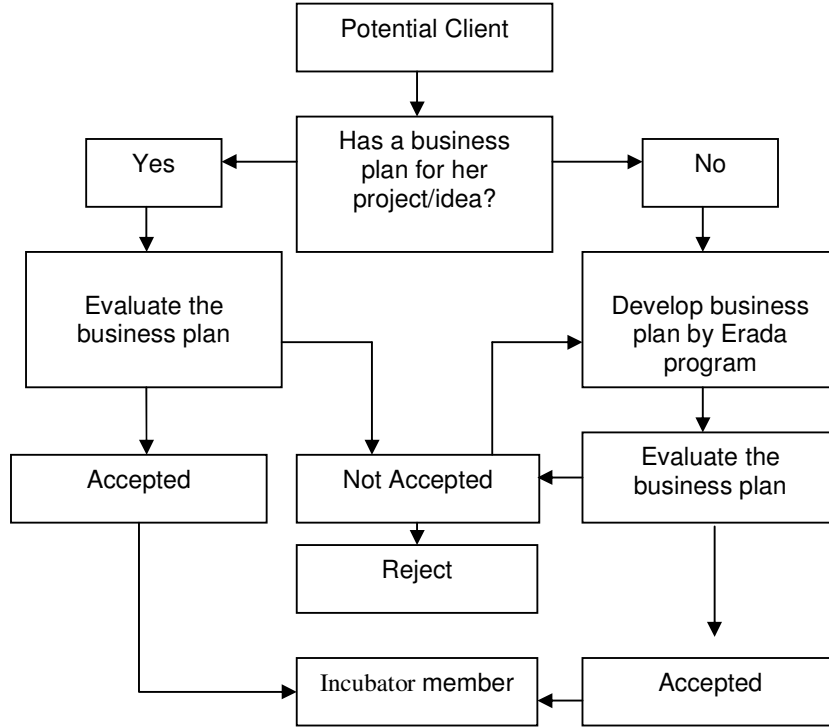 Potential Client
Has a business
plan for her
project/idea?
Yes
No
Evaluate the
business plan
Develop business
plan by Erada
program
Accepted
Not Accepted
Evaluate the
business plan
Reject
Incubator member
Accepted